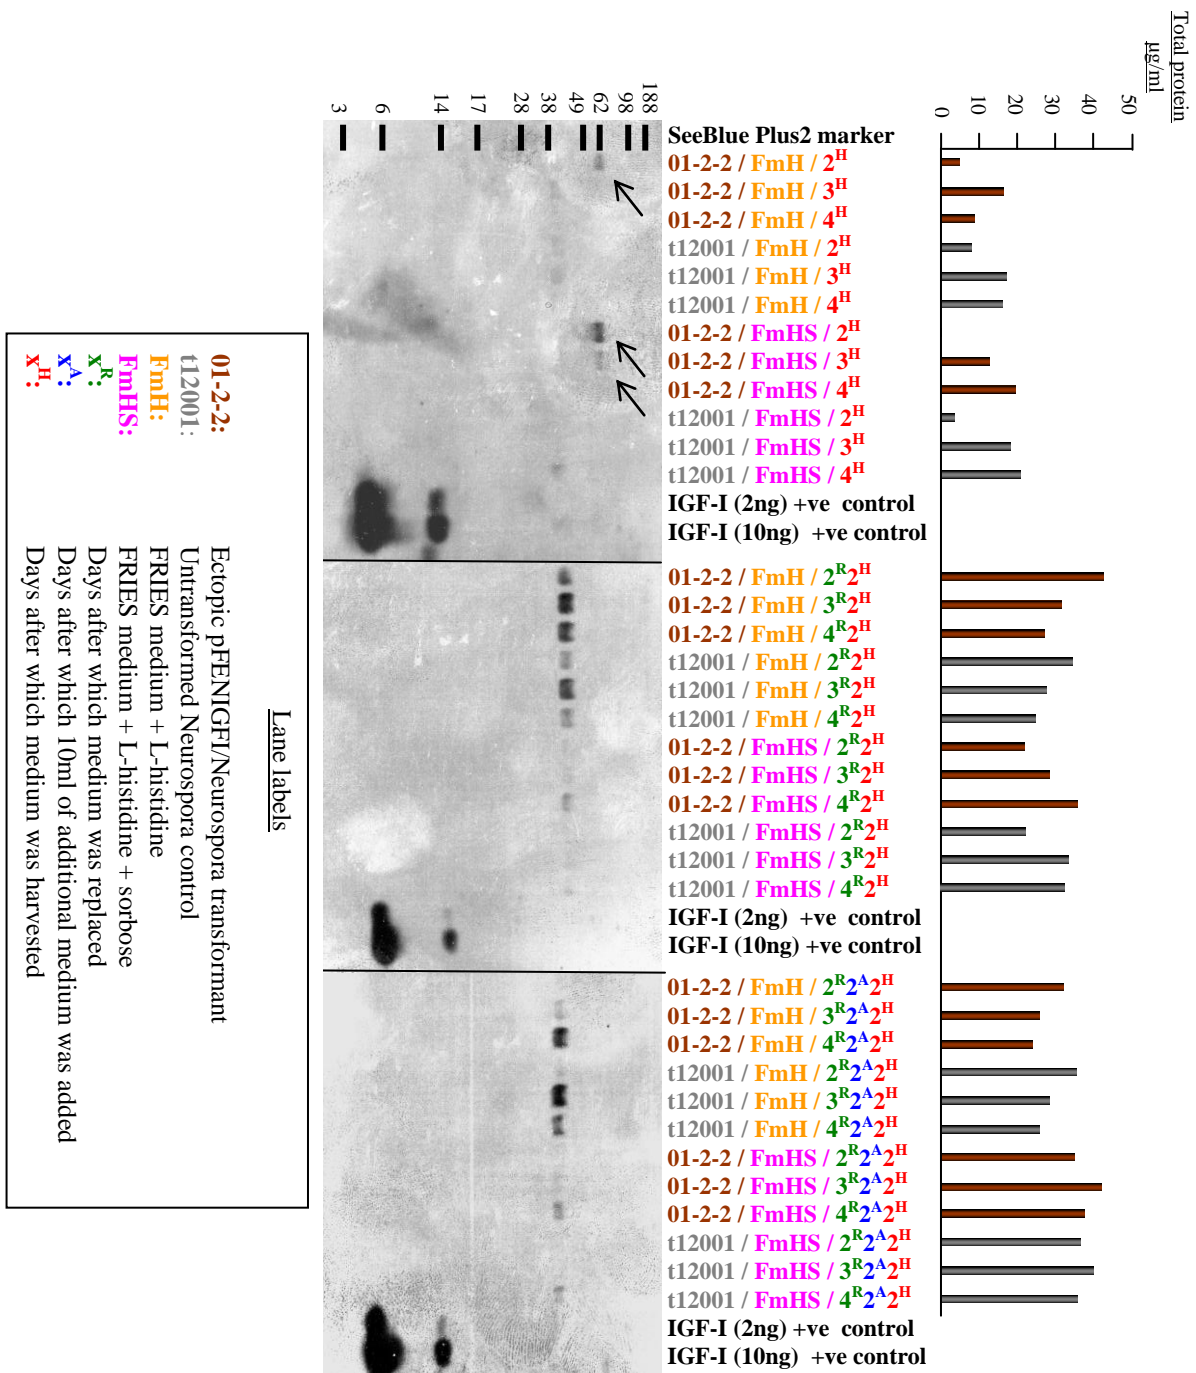 Total protein
µg/ml
0
10
20
30
40
50
188
98
62
49
38
28
17
14
6
3
SeeBlue Plus2 marker
01-2-2 / FmH / 2ᴴ
01-2-2 / FmH / 3ᴴ
01-2-2 / FmH / 4ᴴ
t12001 / FmH / 2ᴴ
t12001 / FmH / 3ᴴ
t12001 / FmH / 4ᴴ
01-2-2 / FmHS / 2ᴴ
01-2-2 / FmHS / 3ᴴ
01-2-2 / FmHS / 4ᴴ
t12001 / FmHS / 2ᴴ
t12001 / FmHS / 3ᴴ
t12001 / FmHS / 4ᴴ
IGF-I (2ng) +ve control
IGF-I (10ng) +ve control
01-2-2 / FmH / 2ᴿ2ᴴ
01-2-2 / FmH / 3ᴿ2ᴴ
01-2-2 / FmH / 4ᴿ2ᴴ
t12001 / FmH / 2ᴿ2ᴴ
t12001 / FmH / 3ᴿ2ᴴ
t12001 / FmH / 4ᴿ2ᴴ
01-2-2 / FmHS / 2ᴿ2ᴴ
01-2-2 / FmHS / 3ᴿ2ᴴ
01-2-2 / FmHS / 4ᴿ2ᴴ
t12001 / FmHS / 2ᴿ2ᴴ
t12001 / FmHS / 3ᴿ2ᴴ
t12001 / FmHS / 4ᴿ2ᴴ
IGF-I (2ng) +ve control
IGF-I (10ng) +ve control
01-2-2 / FmH / 2ᴿ2ᴬ2ᴴ
01-2-2 / FmH / 3ᴿ2ᴬ2ᴴ
01-2-2 / FmH / 4ᴿ2ᴬ2ᴴ
t12001 / FmH / 2ᴿ2ᴬ2ᴴ
t12001 / FmH / 3ᴿ2ᴬ2ᴴ
t12001 / FmH / 4ᴿ2ᴬ2ᴴ
01-2-2 / FmHS / 2ᴿ2ᴬ2ᴴ
01-2-2 / FmHS / 3ᴿ2ᴬ2ᴴ
01-2-2 / FmHS / 4ᴿ2ᴬ2ᴴ
t12001 / FmHS / 2ᴿ2ᴬ2ᴴ
t12001 / FmHS / 3ᴿ2ᴬ2ᴴ
t12001 / FmHS / 4ᴿ2ᴬ2ᴴ
IGF-I (2ng) +ve control
IGF-I (10ng) +ve control
Lane labels
01-2-2: Ectopic pFENIGFI/Neurospora transformant
t12001: Untransformed Neurospora control
FmH: FRIES medium + L-histidine
FmHS: FRIES medium + L-histidine + sorbose
xᴿ: Days after which medium was replaced
xᴬ: Days after which 10ml of additional medium was added
xᴴ: Days after which medium was harvested